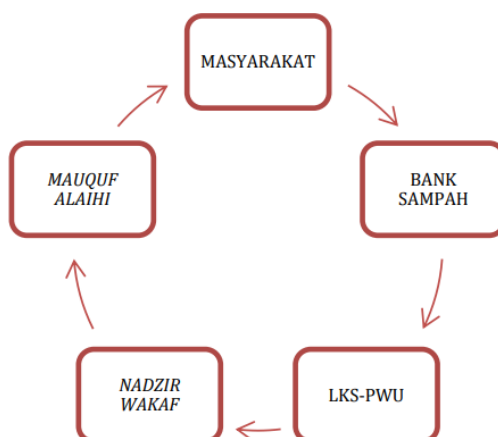 MASYARAKAT
BANK
SAMPAH
LKS-PWU
NADZIR
WAKAF
MAUQUF
ALAIHI